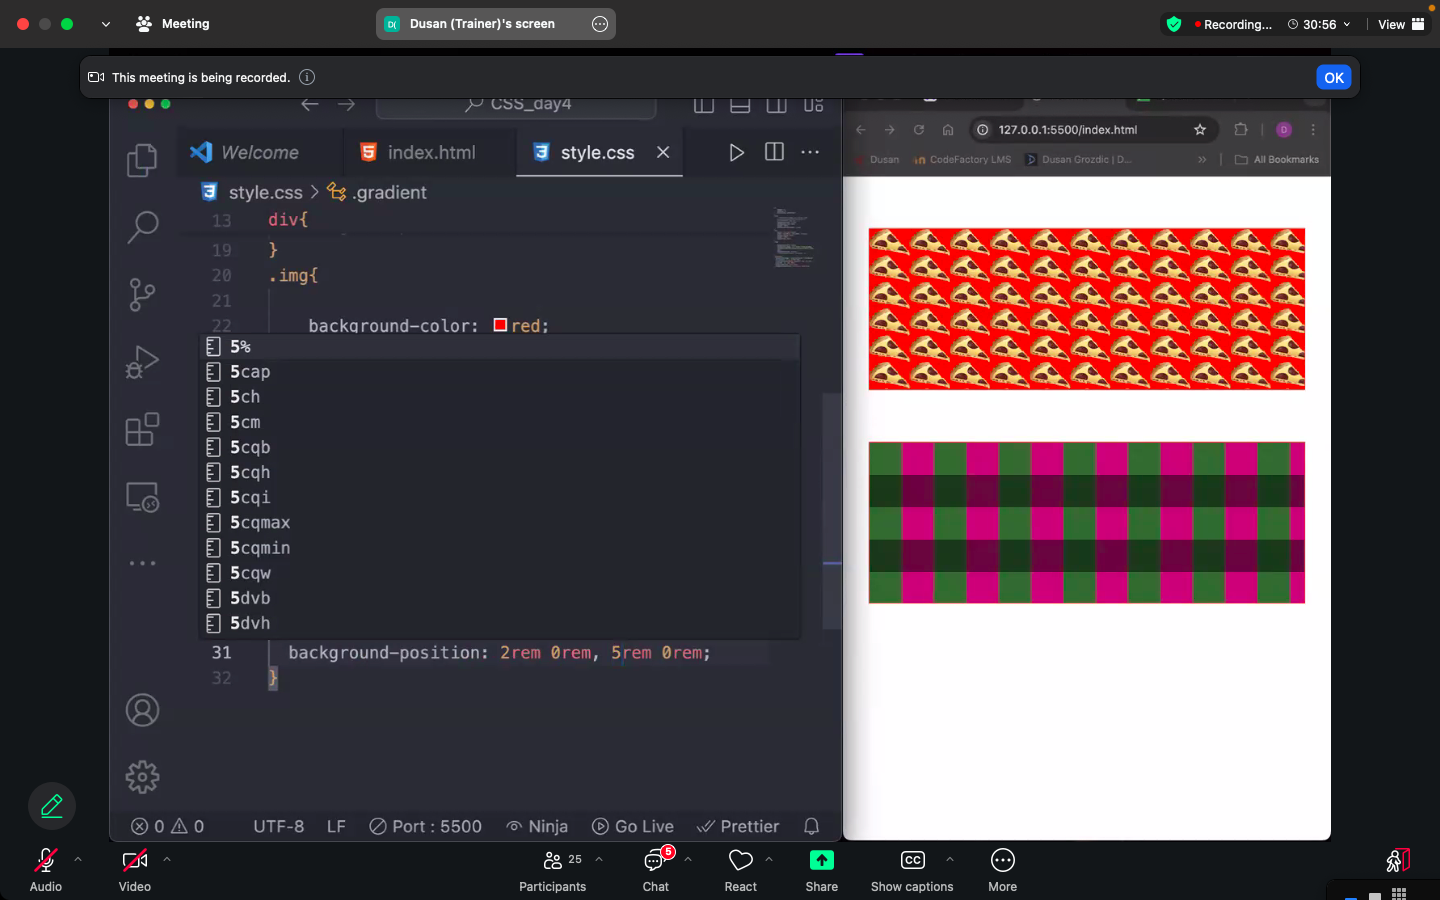 Meeting
D( Dusan (Trainer)'s screen
Recording... 30:56 View
This meeting is being recorded.
OK
CSS_day4
Welcome index.html style.css
style.css > .gradient
13 div{
19 }
20 .img{
21
22 background-color: red;
5%
5cap
5ch
5cm
5cqb
5cqh
5cqi
5cqmax
5cqmin
5cqw
5dvb
5dvh
31 background-position: 2rem 0rem, 5rem 0rem;
32 }
0 0 UTF-8 LF Port : 5500 Ninja Go Live Prettier
127.0.0.1:5500/index.html
D
Dusan CodeFactory LMS Dusan Grozdic | D... » All Bookmarks
25 5 CC
Audio Video Participants Chat React Share Show captions More